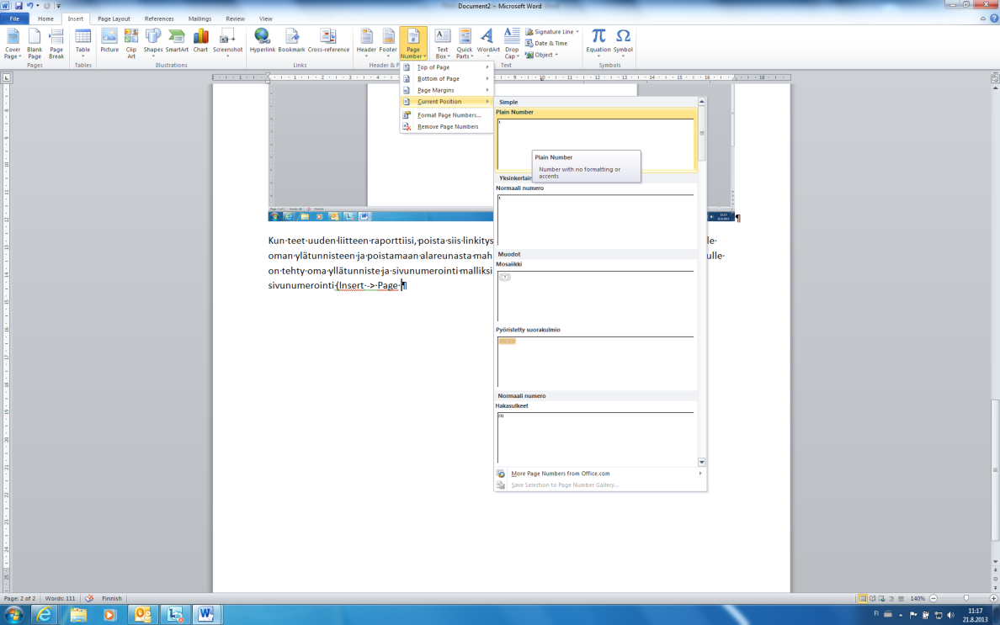 Document2 - Microsoft Word
File Home Insert Page Layout References Mailings Review View
Cover Page Blank Page Page Break Table Picture Clip Art Shapes SmartArt Chart Screenshot Hyperlink Bookmark Cross-reference Header Footer Page Number Text Box Quick Parts WordArt Drop Cap Signature Line Date & Time Object Equation Symbol
Pages Tables Illustrations Links Header & F Text Symbols
Top of Page
Bottom of Page
Page Margins
Current Position
Format Page Numbers...
Remove Page Numbers
Simple
Plain Number
1
Plain Number
Number with no formatting or
accents
Yksinkertain
Normaali numero
1
Muodot
Mosaiikki
Pyöristetty suorakulmio
Normaali numero
Hakasulkeet
[1]
More Page Numbers from Office.com
Save Selection to Page Number Gallery...
Kun teet uuden liitteen raporttiisi, poista siis linkitys le
oman ylätunnisteen ja poistamaan alareunasta mah ulle
on tehty oma yllätunniste ja sivunumerointi malliksi
sivunumerointi (Insert -> Page ¶
Page: 2 of 2 Words: 111 Finnish 140%
FI 11:17
21.8.2013